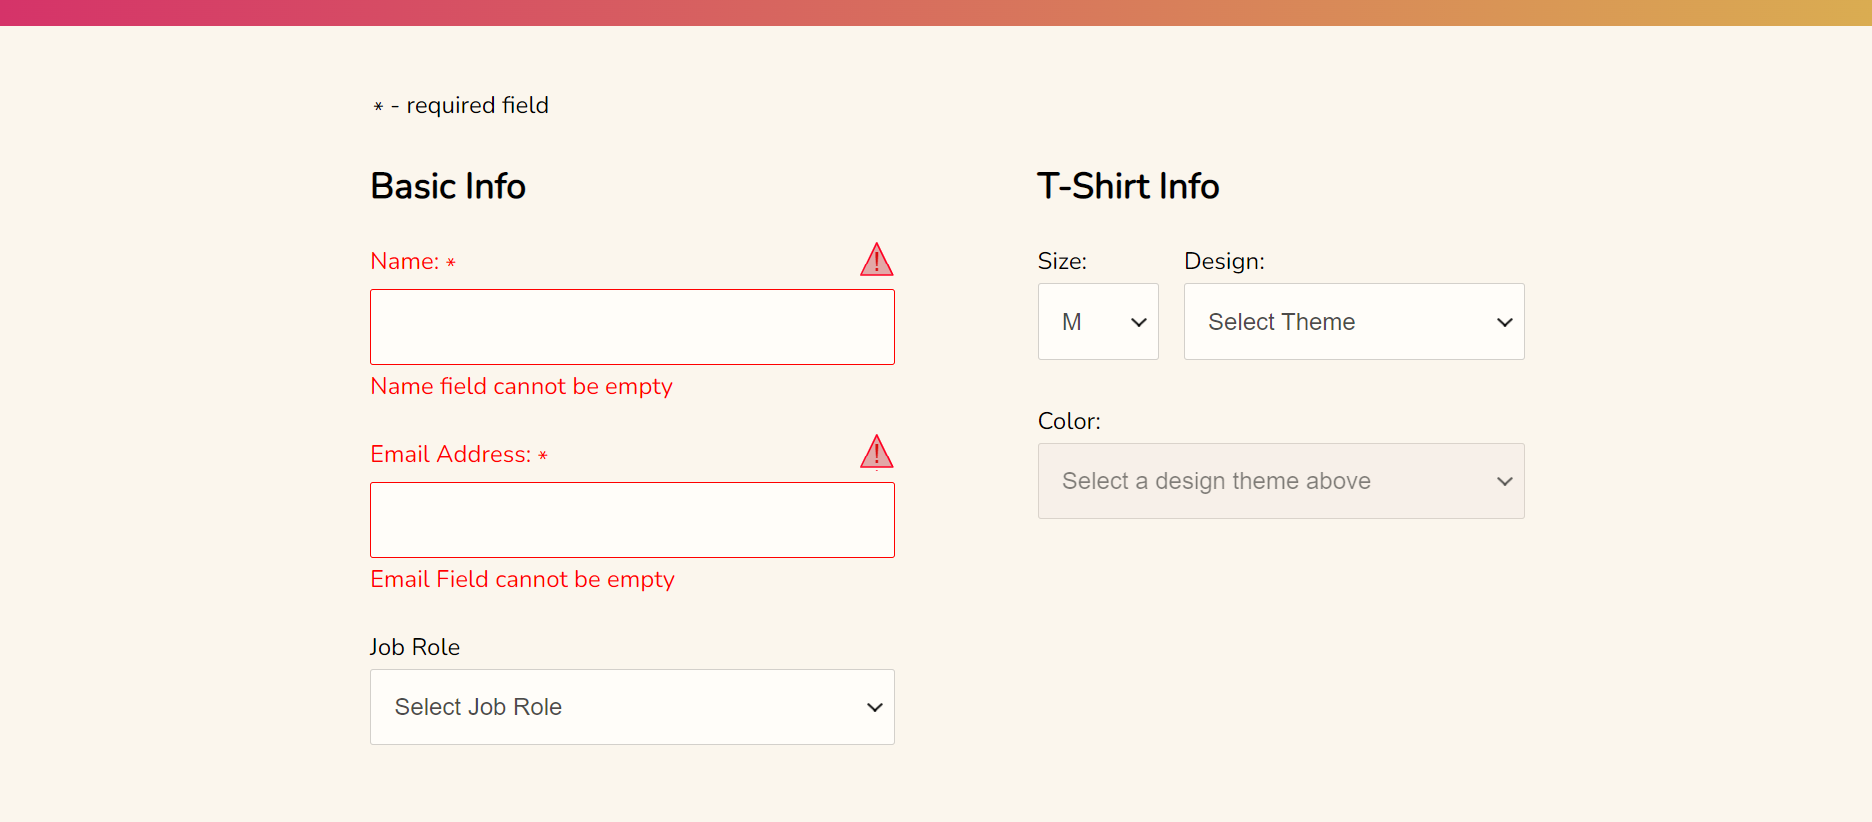 * - required field
Basic Info
Name: *
Name field cannot be empty
Email Address: *
Email Field cannot be empty
Job Role
Select Job Role
T-Shirt Info
Size: Design:
M Select Theme
Color:
Select a design theme above